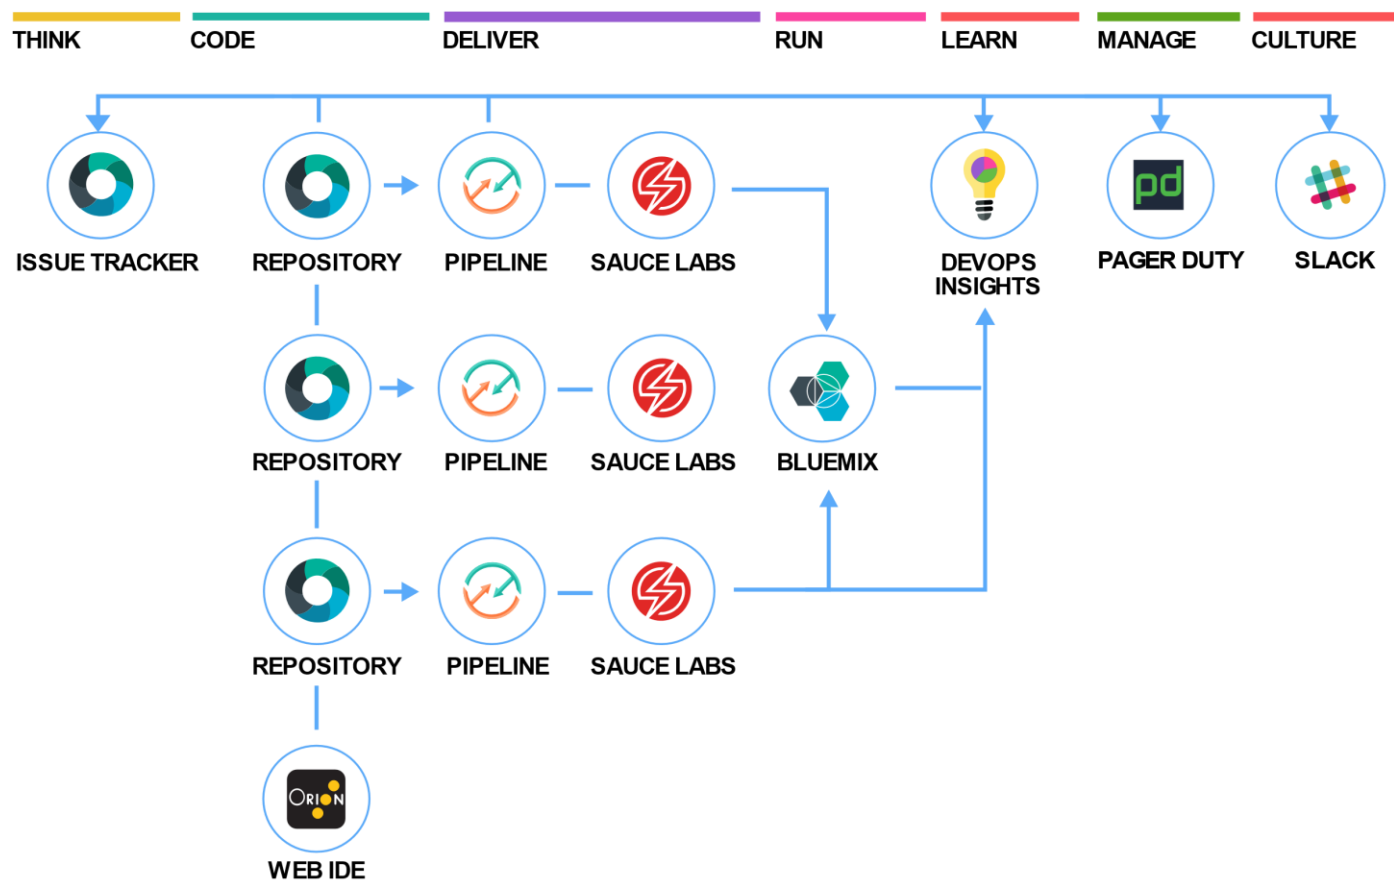 THINK
CODE
DELIVER
RUN
LEARN
MANAGE
CULTURE
ISSUE TRACKER
REPOSITORY
PIPELINE
SAUCE LABS
DEVOPS
INSIGHTS
pd
PAGER DUTY
SLACK
REPOSITORY
PIPELINE
SAUCE LABS
BLUEMIX
REPOSITORY
PIPELINE
SAUCE LABS
ORION
WEB IDE